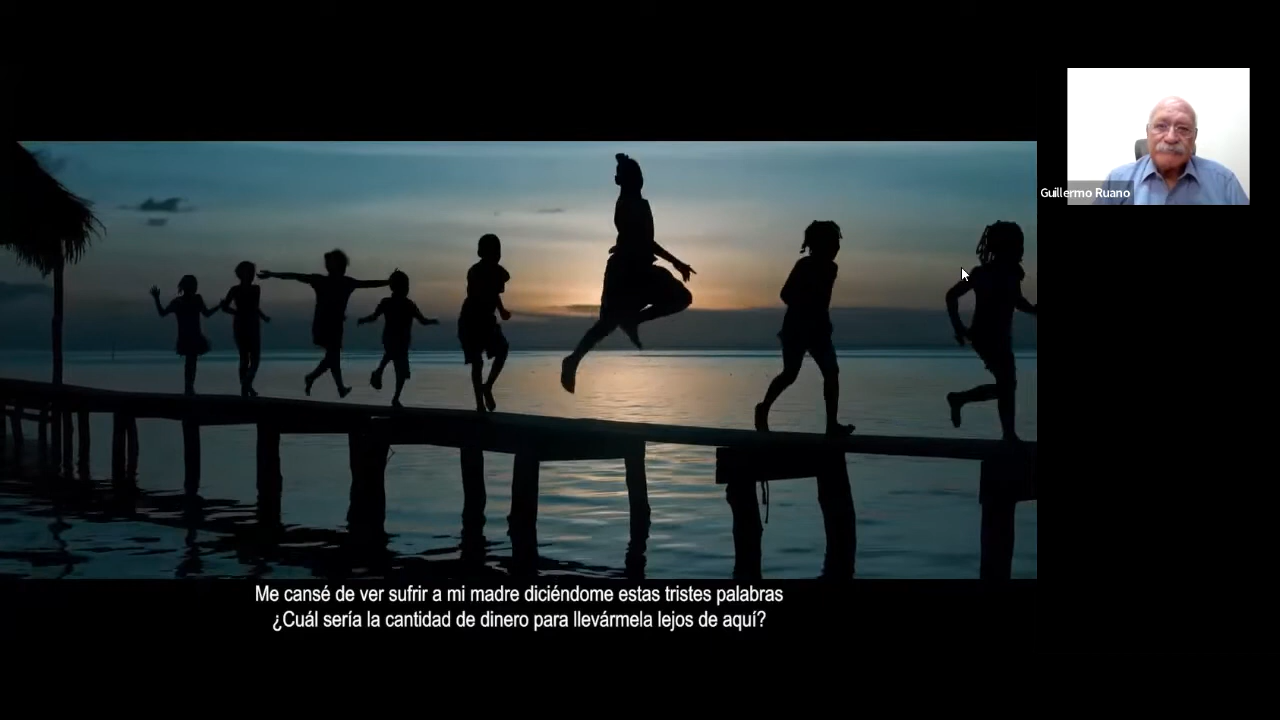 Guillermo Ruano
Me cansé de ver sufrir a mi madre diciéndome estas tristes palabras
¿Cuál sería la cantidad de dinero para llevármela lejos de aquí?